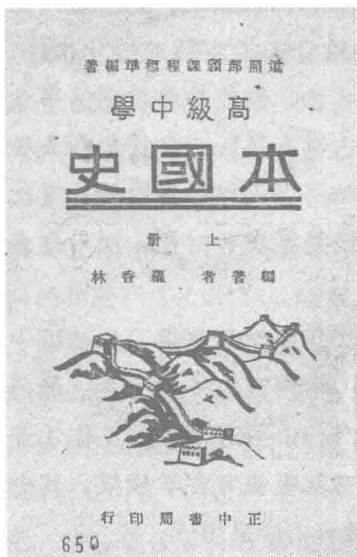 遵照部頒課程標準編著
高級中學
本國史
上册
編著者 羅香林
正中書局印行
650